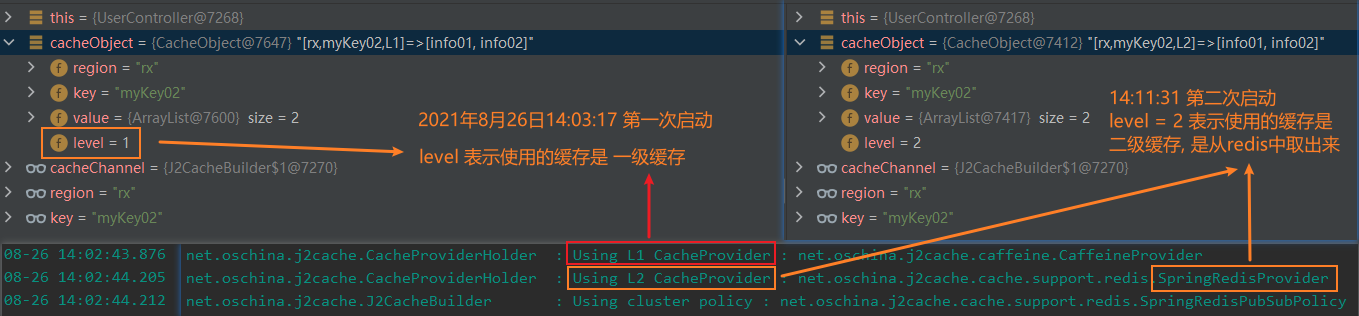 this = {UserController@7268}
cacheObject = {CacheObject@7647} "[rx,myKey02,L1]=>[info01, info02]"
f region = "rx"
f key = "myKey02"
f value = {ArrayList@7600} size = 2
f level = 1
cacheChannel = {J2CacheBuilder$1@7270}
region = "rx"
key = "myKey02"
2021年8月26日14:03:17 第一次启动
level 表示使用的缓存是 一级缓存
this = {UserController@7268}
cacheObject = {CacheObject@7412} "[rx,myKey02,L2]=>[info01, info02]"
f region = "rx"
f key = "myKey02"
f value = {ArrayList@7417} size = 2
f level = 2
cacheChannel = {J2CacheBuilder$1@7270}
region = "rx"
key = "myKey02"
14:11:31 第二次启动
level = 2 表示使用的缓存是
二级缓存, 是从redis中取出来
08-26 14:02:43.876 net.oschina.j2cache.CacheProviderHolder : Using L1 CacheProvider : net.oschina.j2cache.caffeine.CaffeineProvider
08-26 14:02:44.205 net.oschina.j2cache.CacheProviderHolder : Using L2 CacheProvider : net.oschina.j2cache.cache.support.redis.SpringRedisProvider
08-26 14:02:44.212 net.oschina.j2cache.J2CacheBuilder : Using cluster policy : net.oschina.j2cache.cache.support.redis.SpringRedisPubSubPolicy